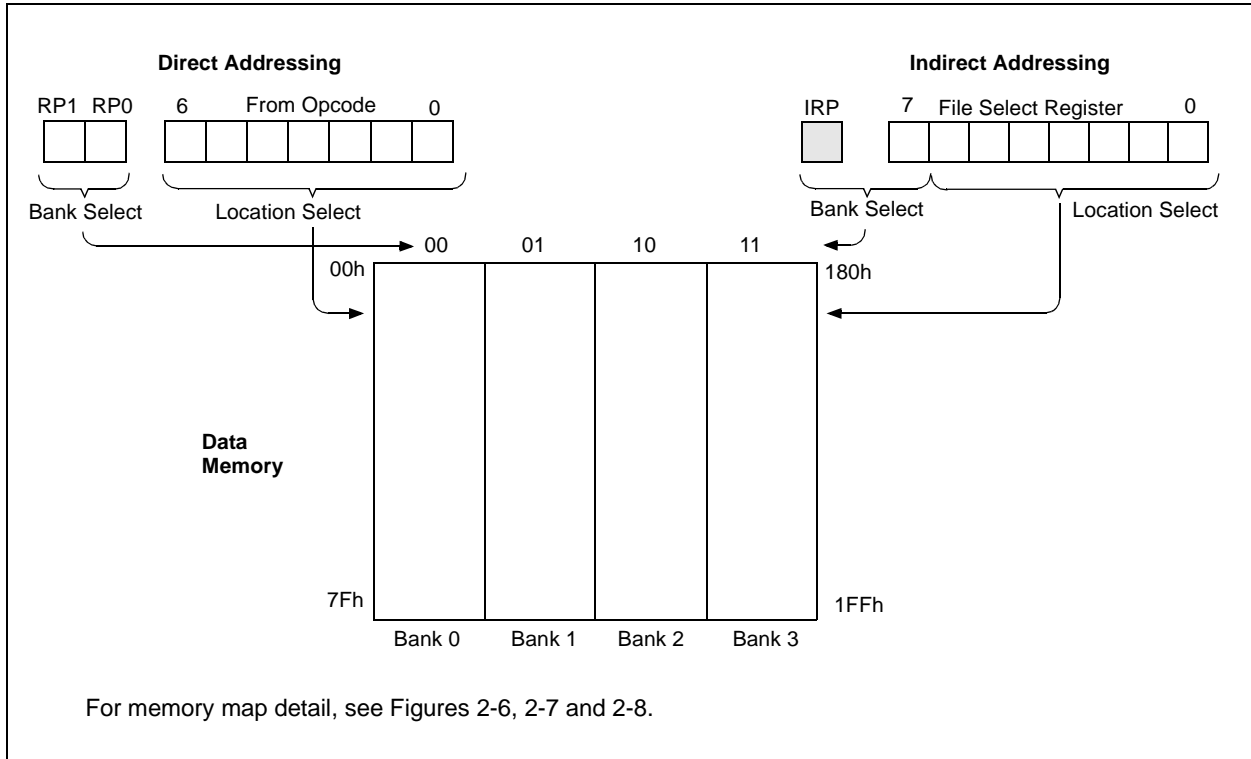 Direct Addressing
Indirect Addressing
RP1 RP0 6 From Opcode 0
IRP 7 File Select Register 0
Bank Select Location Select
Bank Select Location Select
00 01 10 11
00h 180h
Data
Memory
7Fh 1FFh
Bank 0 Bank 1 Bank 2 Bank 3
For memory map detail, see Figures 2-6, 2-7 and 2-8.